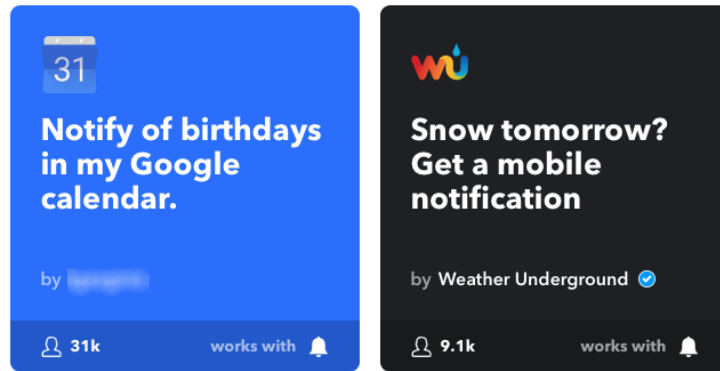 31
Notify of birthdays
in my Google
calendar.
by
31k
works with
wu
Snow tomorrow?
Get a mobile
notification
by Weather Underground
9.1k
works with